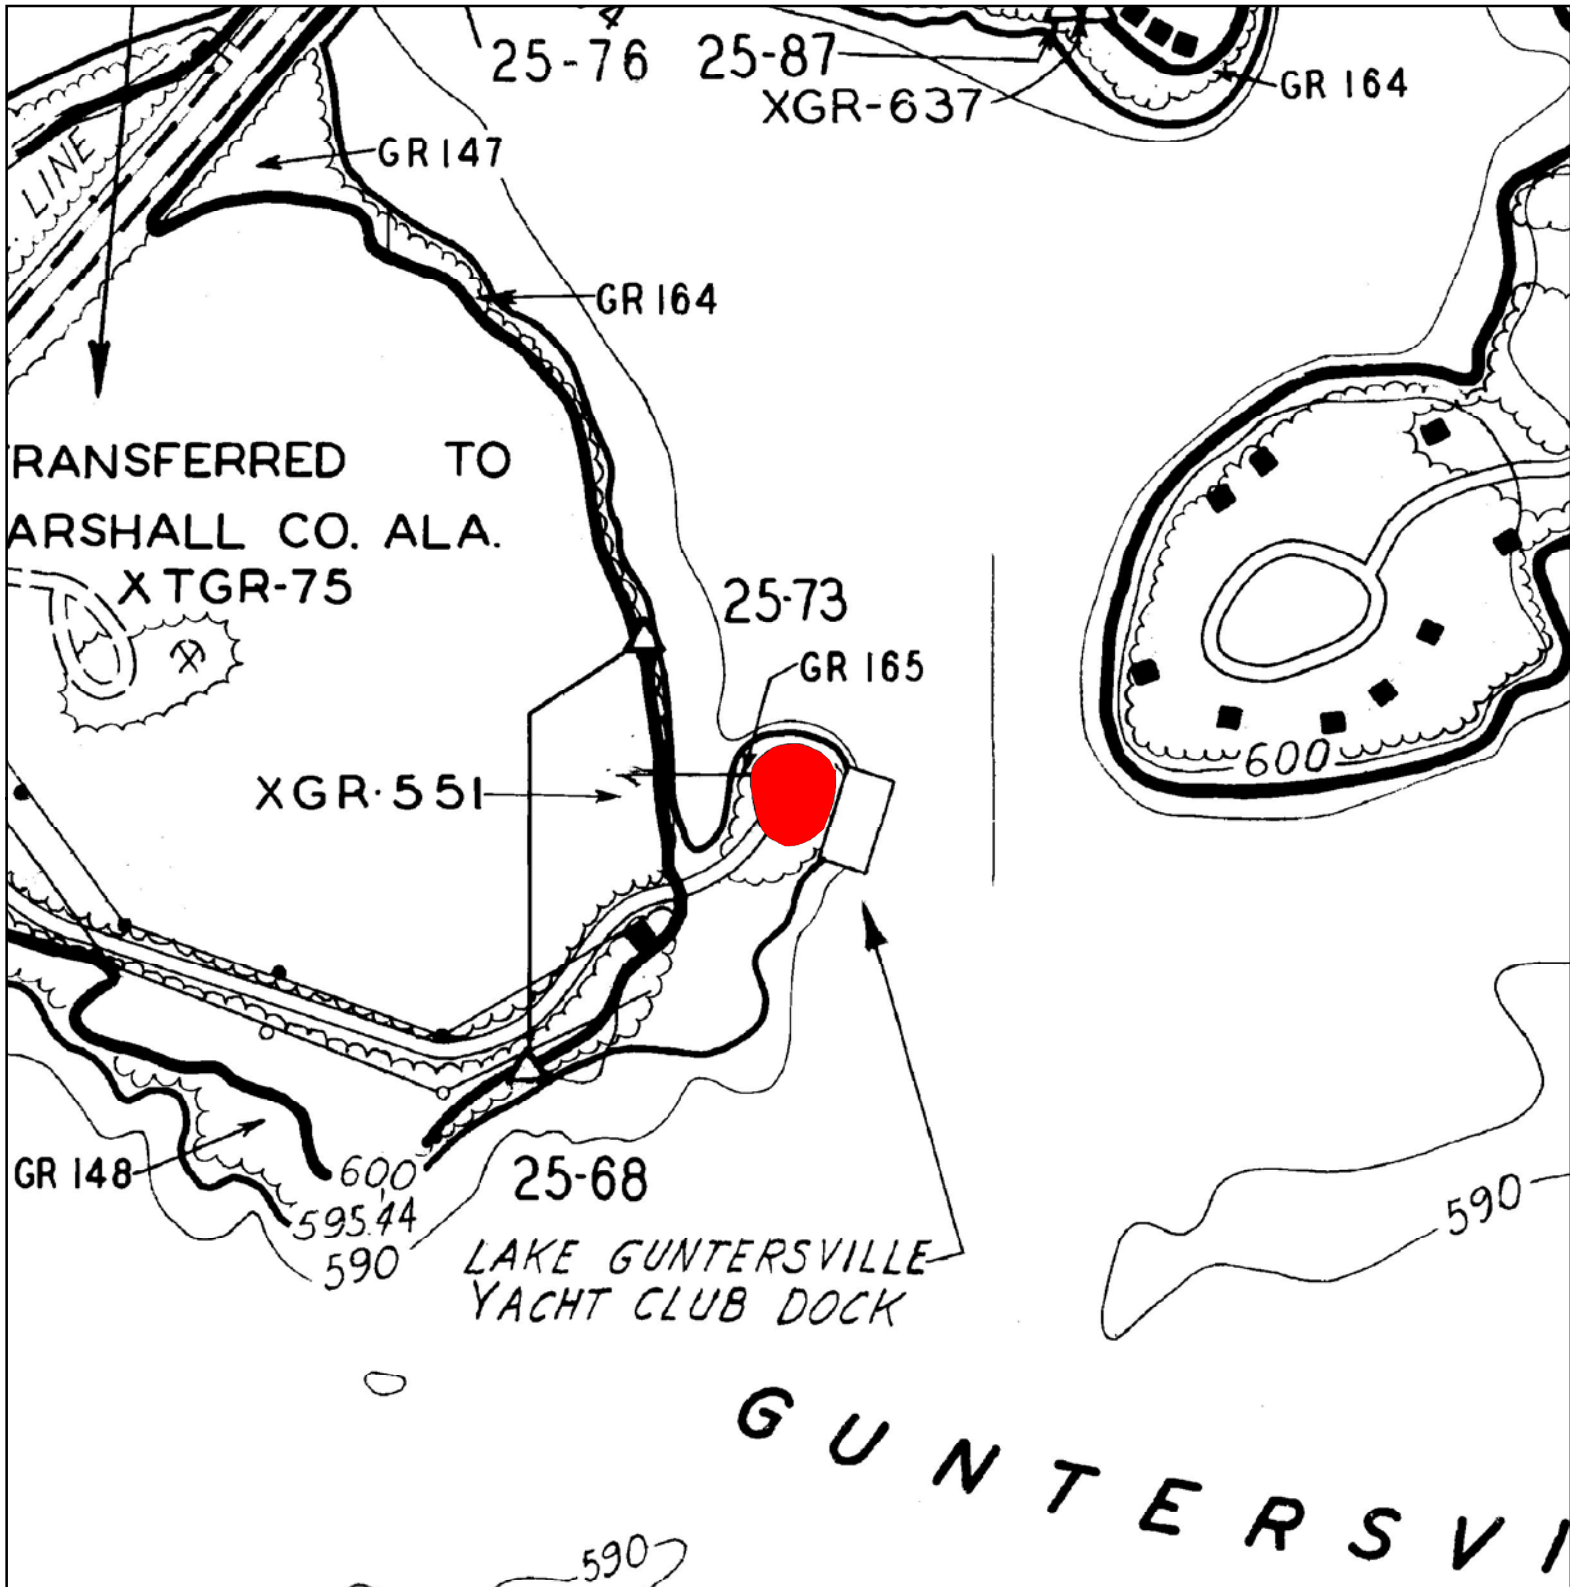 25-76
25-87
XGR-637
GR 164
LINE
GR 147
GR 164
RANSFERRED TO
ARSHALL CO. ALA.
XTGR-75
25-73
GR 165
XGR-551
600
GR 148
600
595.44
590
25-68
LAKE GUNTERSVILLE
YACHT CLUB DOCK
590
GUNTERSVI
590